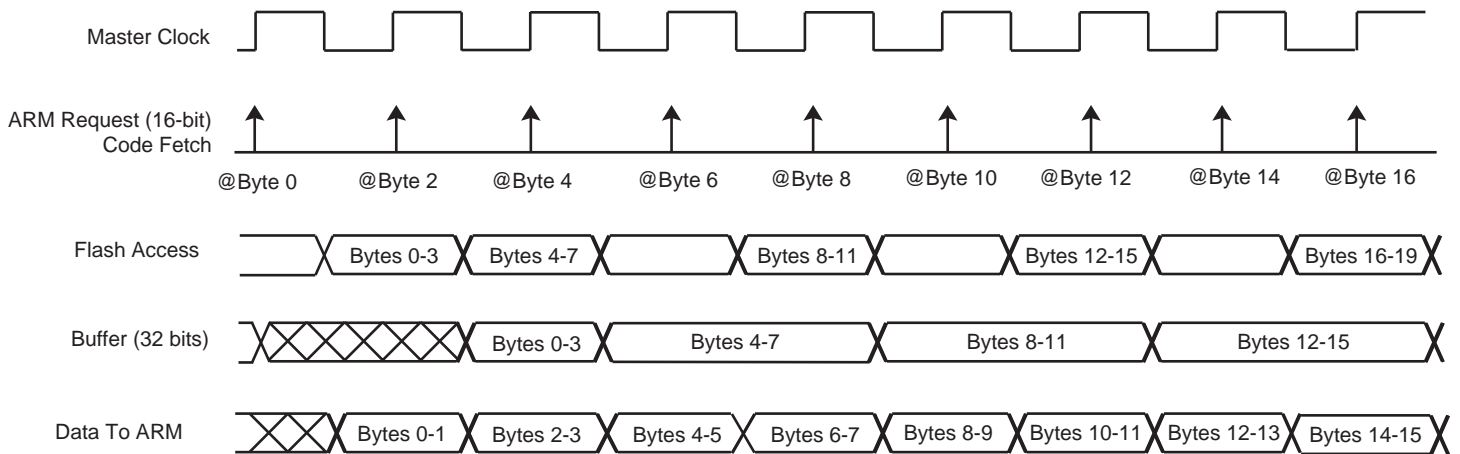 Master Clock
ARM Request (16-bit)
Code Fetch
@Byte 0 @Byte 2 @Byte 4 @Byte 6 @Byte 8 @Byte 10 @Byte 12 @Byte 14 @Byte 16
Flash Access Bytes 0-3 Bytes 4-7 Bytes 8-11 Bytes 12-15 Bytes 16-19
Buffer (32 bits) Bytes 0-3 Bytes 4-7 Bytes 8-11 Bytes 12-15
Data To ARM Bytes 0-1 Bytes 2-3 Bytes 4-5 Bytes 6-7 Bytes 8-9 Bytes 10-11 Bytes 12-13 Bytes 14-15